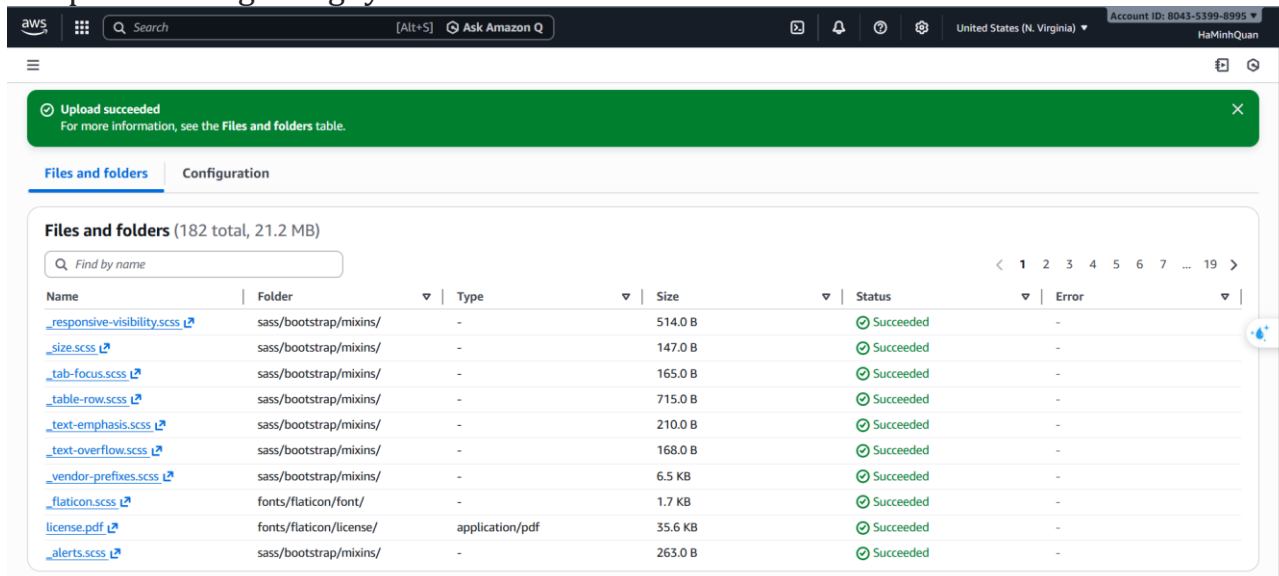 aws Search [Alt+S] Ask Amazon Q United States (N. Virginia) ▼ Account ID: 8043-5399-8995 ▼
HaMinhQuan
Upload succeeded
For more information, see the Files and folders table.
Files and folders Configuration
Files and folders (182 total, 21.2 MB)
Find by name 1 2 3 4 5 6 7 ... 19
Name Folder Type Size Status Error
_responsive-visibility.scss sass/bootstrap/mixins/ - 514.0 B Succeeded -
_size.scss sass/bootstrap/mixins/ - 147.0 B Succeeded -
_tab-focus.scss sass/bootstrap/mixins/ - 165.0 B Succeeded -
_table-row.scss sass/bootstrap/mixins/ - 715.0 B Succeeded -
_text-emphasis.scss sass/bootstrap/mixins/ - 210.0 B Succeeded -
_text-overflow.scss sass/bootstrap/mixins/ - 168.0 B Succeeded -
_vendor-prefixes.scss sass/bootstrap/mixins/ - 6.5 KB Succeeded -
_flaticon.scss fonts/flaticon/font/ - 1.7 KB Succeeded -
license.pdf fonts/flaticon/license/ application/pdf 35.6 KB Succeeded -
_alerts.scss sass/bootstrap/mixins/ - 263.0 B Succeeded -